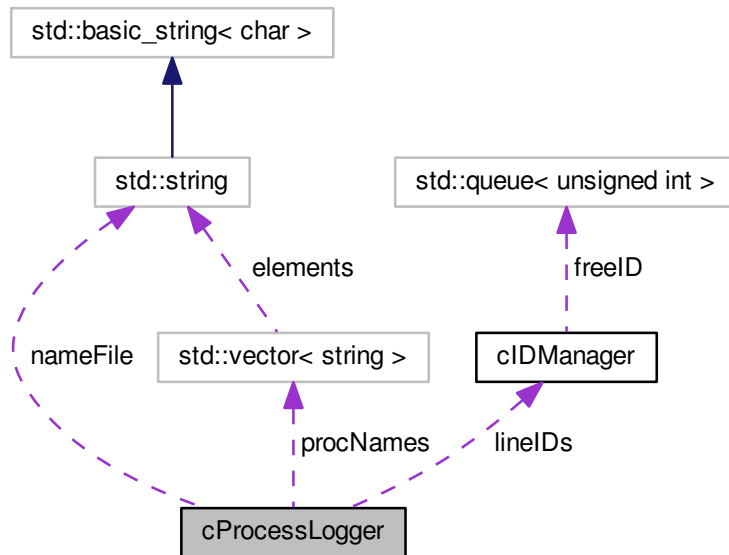 std::basic_string< char >
std::string
std::queue< unsigned int >
elements
freeID
nameFile
std::vector< string >
cIDManager
procNames
lineIDs
cProcessLogger